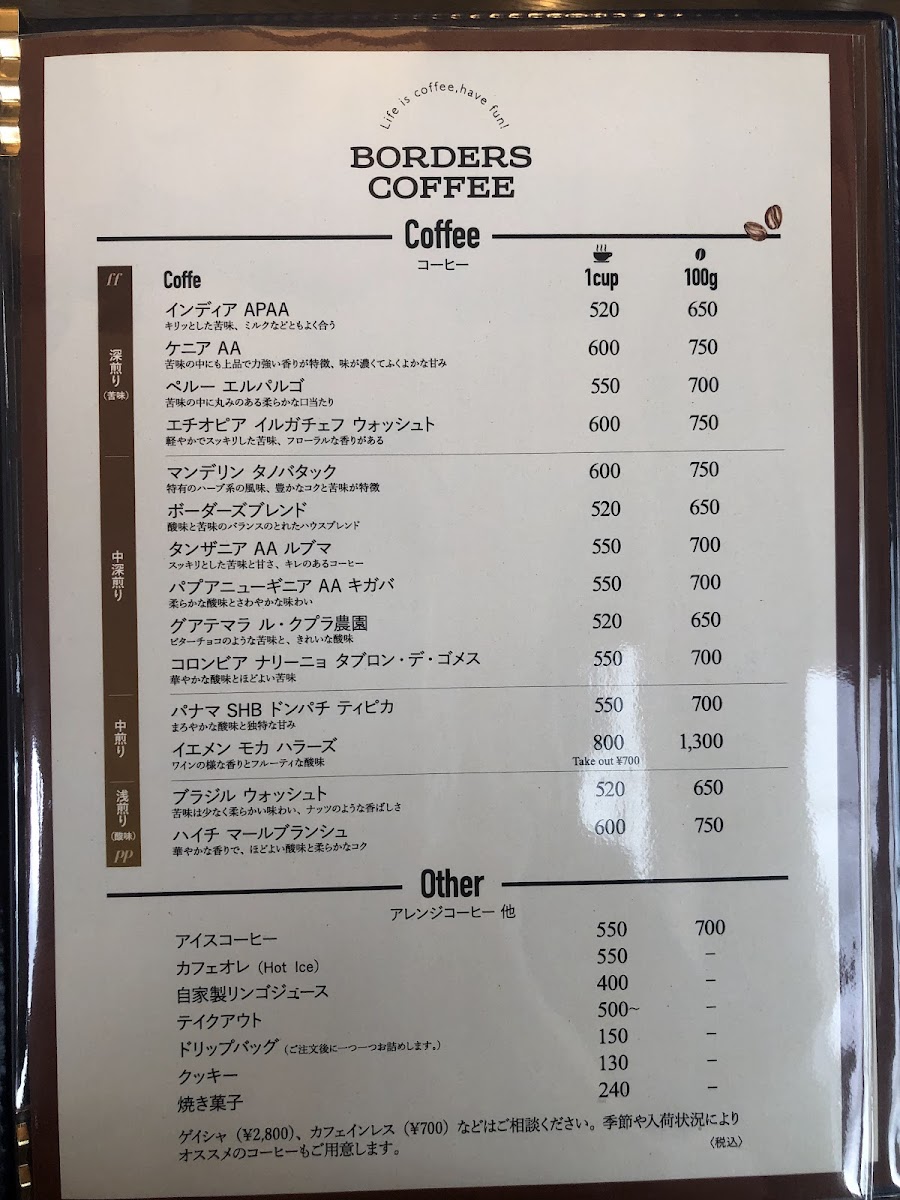 Life is coffee,have fun!
BORDERS
COFFEE
Coffee
コーヒー
ff
Coffe
1cup
100g
深煎り
(苦味)
インディア APAA 520 650
キリッとした苦味、ミルクなどともよく合う
ケニア AA 600 750
苦味の中にも上品で力強い香りが特徴、味が濃くてふくよかな甘み
ペルー エルパルゴ 550 700
苦味の中に丸みのある柔らかな口当たり
エチオピア イルガチェフ ウォッシュト 600 750
軽やかでスッキリした苦味、フローラルな香りがある
中深煎り
マンデリン タノバタック 600 750
特有のハーブ系の風味、豊かなコクと苦味が特徴
ボーダーズブレンド 520 650
酸味と苦味のバランスのとれたハウスブレンド
タンザニア AA ルブマ 550 700
スッキリとした苦味と甘さ、キレのあるコーヒー
パプアニューギニア AA キガバ 550 700
柔らかな酸味とさわやかな味わい
グアテマラ ル・クプラ農園 520 650
ビターチョコのような苦味と、きれいな酸味
コロンビア ナリーニョ タブロン・デ・ゴメス 550 700
華やかな酸味とほどよい苦味
中煎り
パナマ SHB ドンパチ ティピカ 550 700
まろやかな酸味と独特な甘み
イエメン モカ ハラーズ 800 1,300
ワインの様な香りとフルーティな酸味 Take out ¥700
浅煎り
(酸味)
pp
ブラジル ウォッシュト 520 650
苦味は少なく柔らかい味わい、ナッツのような香ばしさ
ハイチ マールブランシュ 600 750
華やかな香りで、ほどよい酸味と柔らかなコク
Other
アレンジコーヒー 他
アイスコーヒー 550 700
カフェオレ (Hot Ice) 550 −
自家製リンゴジュース 400 −
テイクアウト 500~ −
ドリップバッグ (ご注文後に一つ一つお詰めします。) 150 −
クッキー 130 −
焼き菓子 240 −
ゲイシャ (¥2,800)、カフェインレス (¥700) などはご相談ください。季節や入荷状況により
オススメのコーヒーもご用意します。 〈税込〉